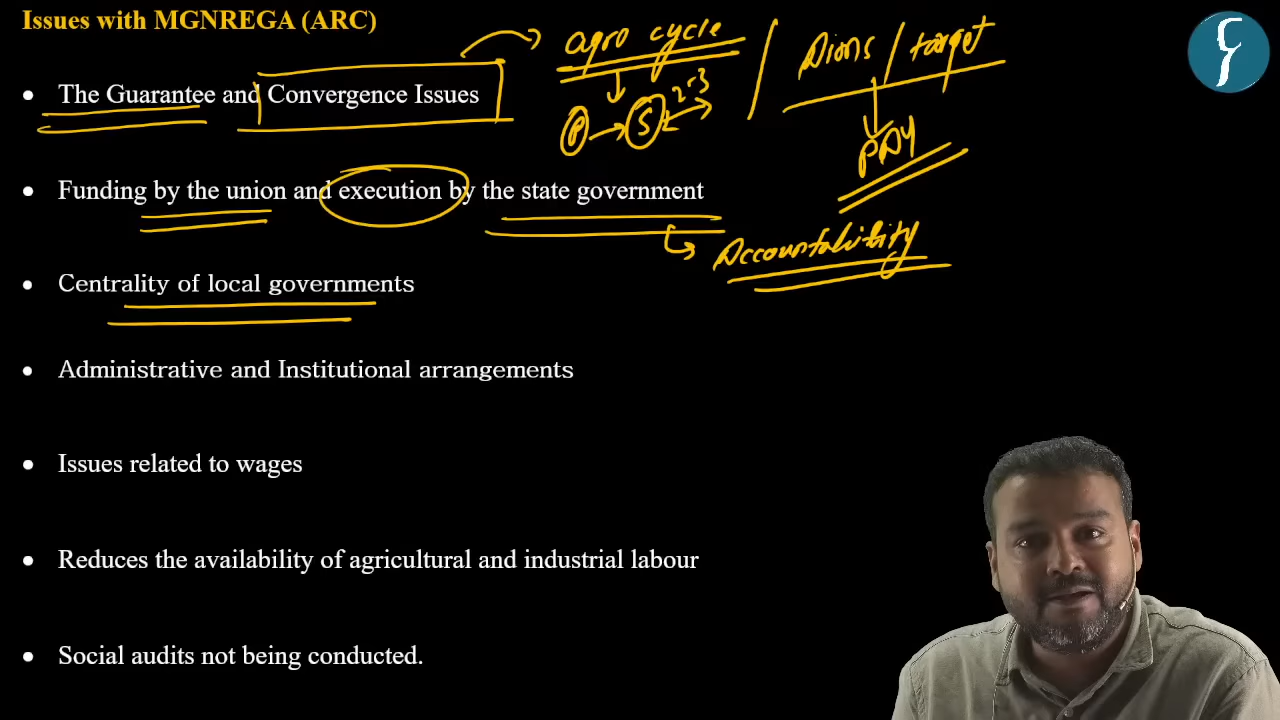 Issues with MGNREGA (ARC)
agro cycle / / target
The Guarantee and Convergence Issues
P → S 2-3
Funding by the union and execution by the state government
Accountability
Centrality of local governments
Administrative and Institutional arrangements
Issues related to wages
Reduces the availability of agricultural and industrial labour
Social audits not being conducted.